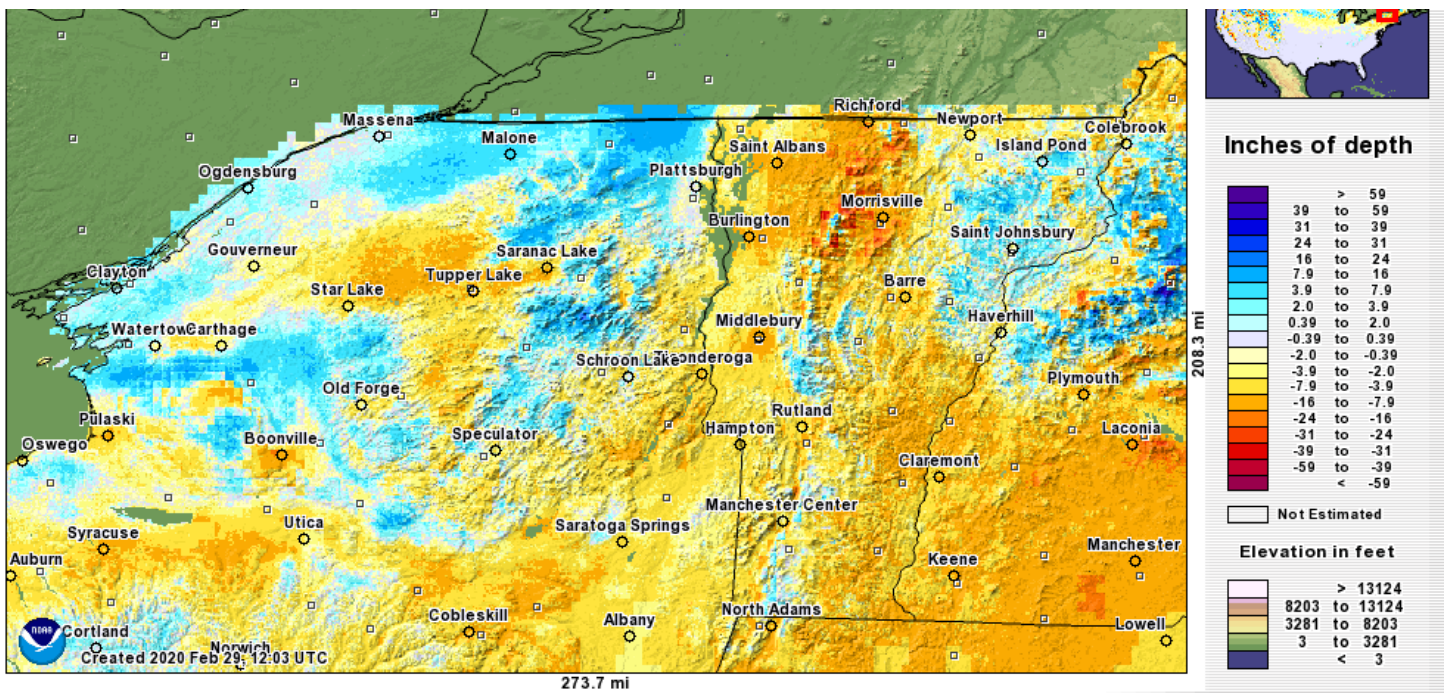 Richford
Massena
Newport
Colebrook
Malone
Saint Albans
Island Pond
Ogdensburg
Plattsburgh
Morrisville
Burlington
Saint Johnsbury
Gouverneur
Saranac Lake
Clayton
Tupper Lake
Star Lake
Barre
Middlebury
Haverhill
Watertow Carthage
Schroon Lake Ticonderoga
Old Forge
Plymouth
Pulaski
Rutland
Oswego
Boonville
Speculator
Hampton
Laconia
Claremont
Manchester Center
Syracuse
Utica
Saratoga Springs
Auburn
Keene
Manchester
Cobleskill
North Adams
Albany
Lowell
NOAA
Cortland
Norwich
Created 2020 Feb 29, 12:03 UTC
273.7 mi
208.3 mi
Inches of depth
> 59
39 to 59
31 to 39
24 to 31
16 to 24
7.9 to 16
3.9 to 7.9
2.0 to 3.9
0.39 to 2.0
-0.39 to 0.39
-2.0 to -0.39
-3.9 to -2.0
-7.9 to -3.9
-16 to -7.9
-24 to -16
-31 to -24
-39 to -31
-59 to -39
< -59
Not Estimated
Elevation in feet
> 13124
8203 to 13124
3281 to 8203
3 to 3281
< 3